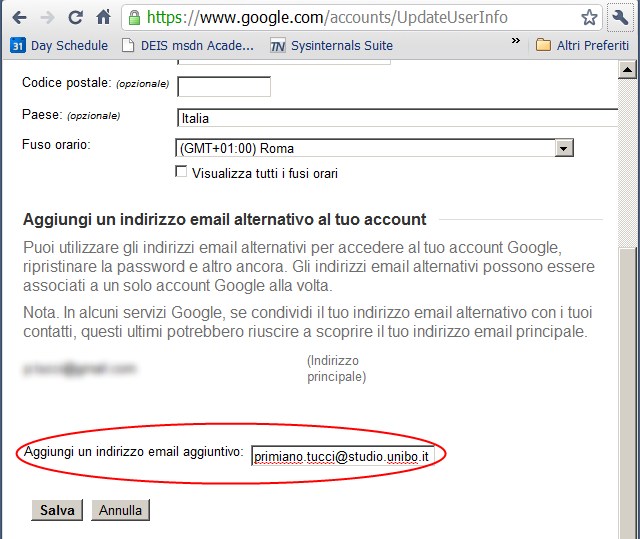 https://www.google.com/accounts/UpdateUserInfo
31 Day Schedule DEIS msdn Acade... TN Sysinternals Suite » Altri Preferiti
Codice postale: (opzionale)
Paese: (opzionale) Italia
Fuso orario: (GMT+01:00) Roma
Visualizza tutti i fusi orari
Aggiungi un indirizzo email alternativo al tuo account
Puoi utilizzare gli indirizzi email alternativi per accedere al tuo account Google,
ripristinare la password e altro ancora. Gli indirizzi email alternativi possono essere
associati a un solo account Google alla volta.
Nota. In alcuni servizi Google, se condividi il tuo indirizzo email alternativo con i tuoi
contatti, questi ultimi potrebbero riuscire a scoprire il tuo indirizzo email principale.
(Indirizzo
principale)
Aggiungi un indirizzo email aggiuntivo: primiano.tucci@studio.unibo.it
Salva Annulla